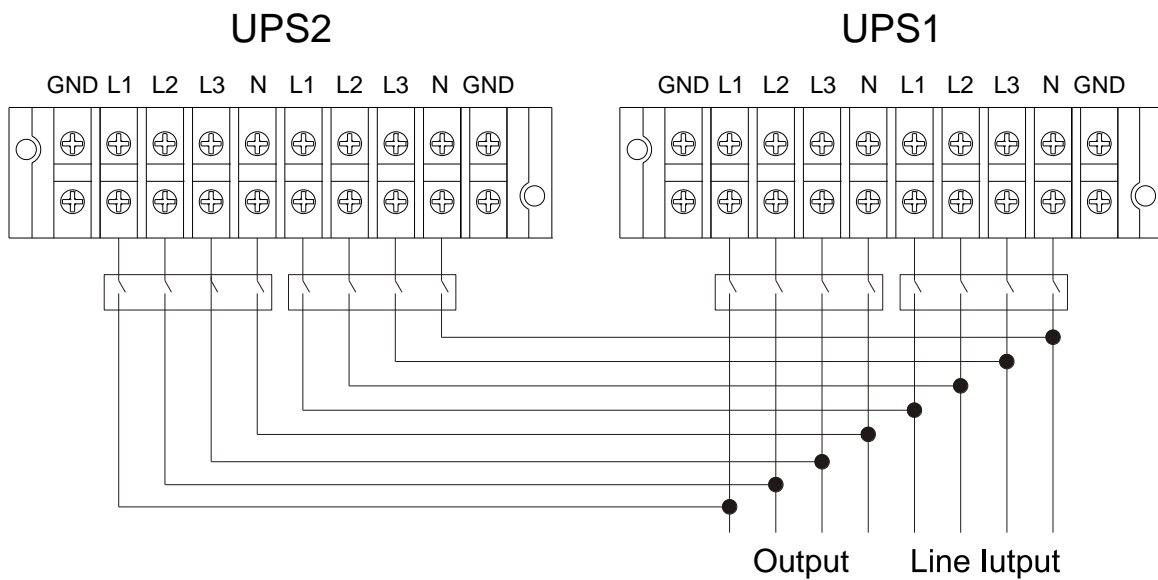 UPS2 UPS1
GND L1 L2 L3 N L1 L2 L3 N GND GND L1 L2 L3 N L1 L2 L3 N GND
Output Line Iutput